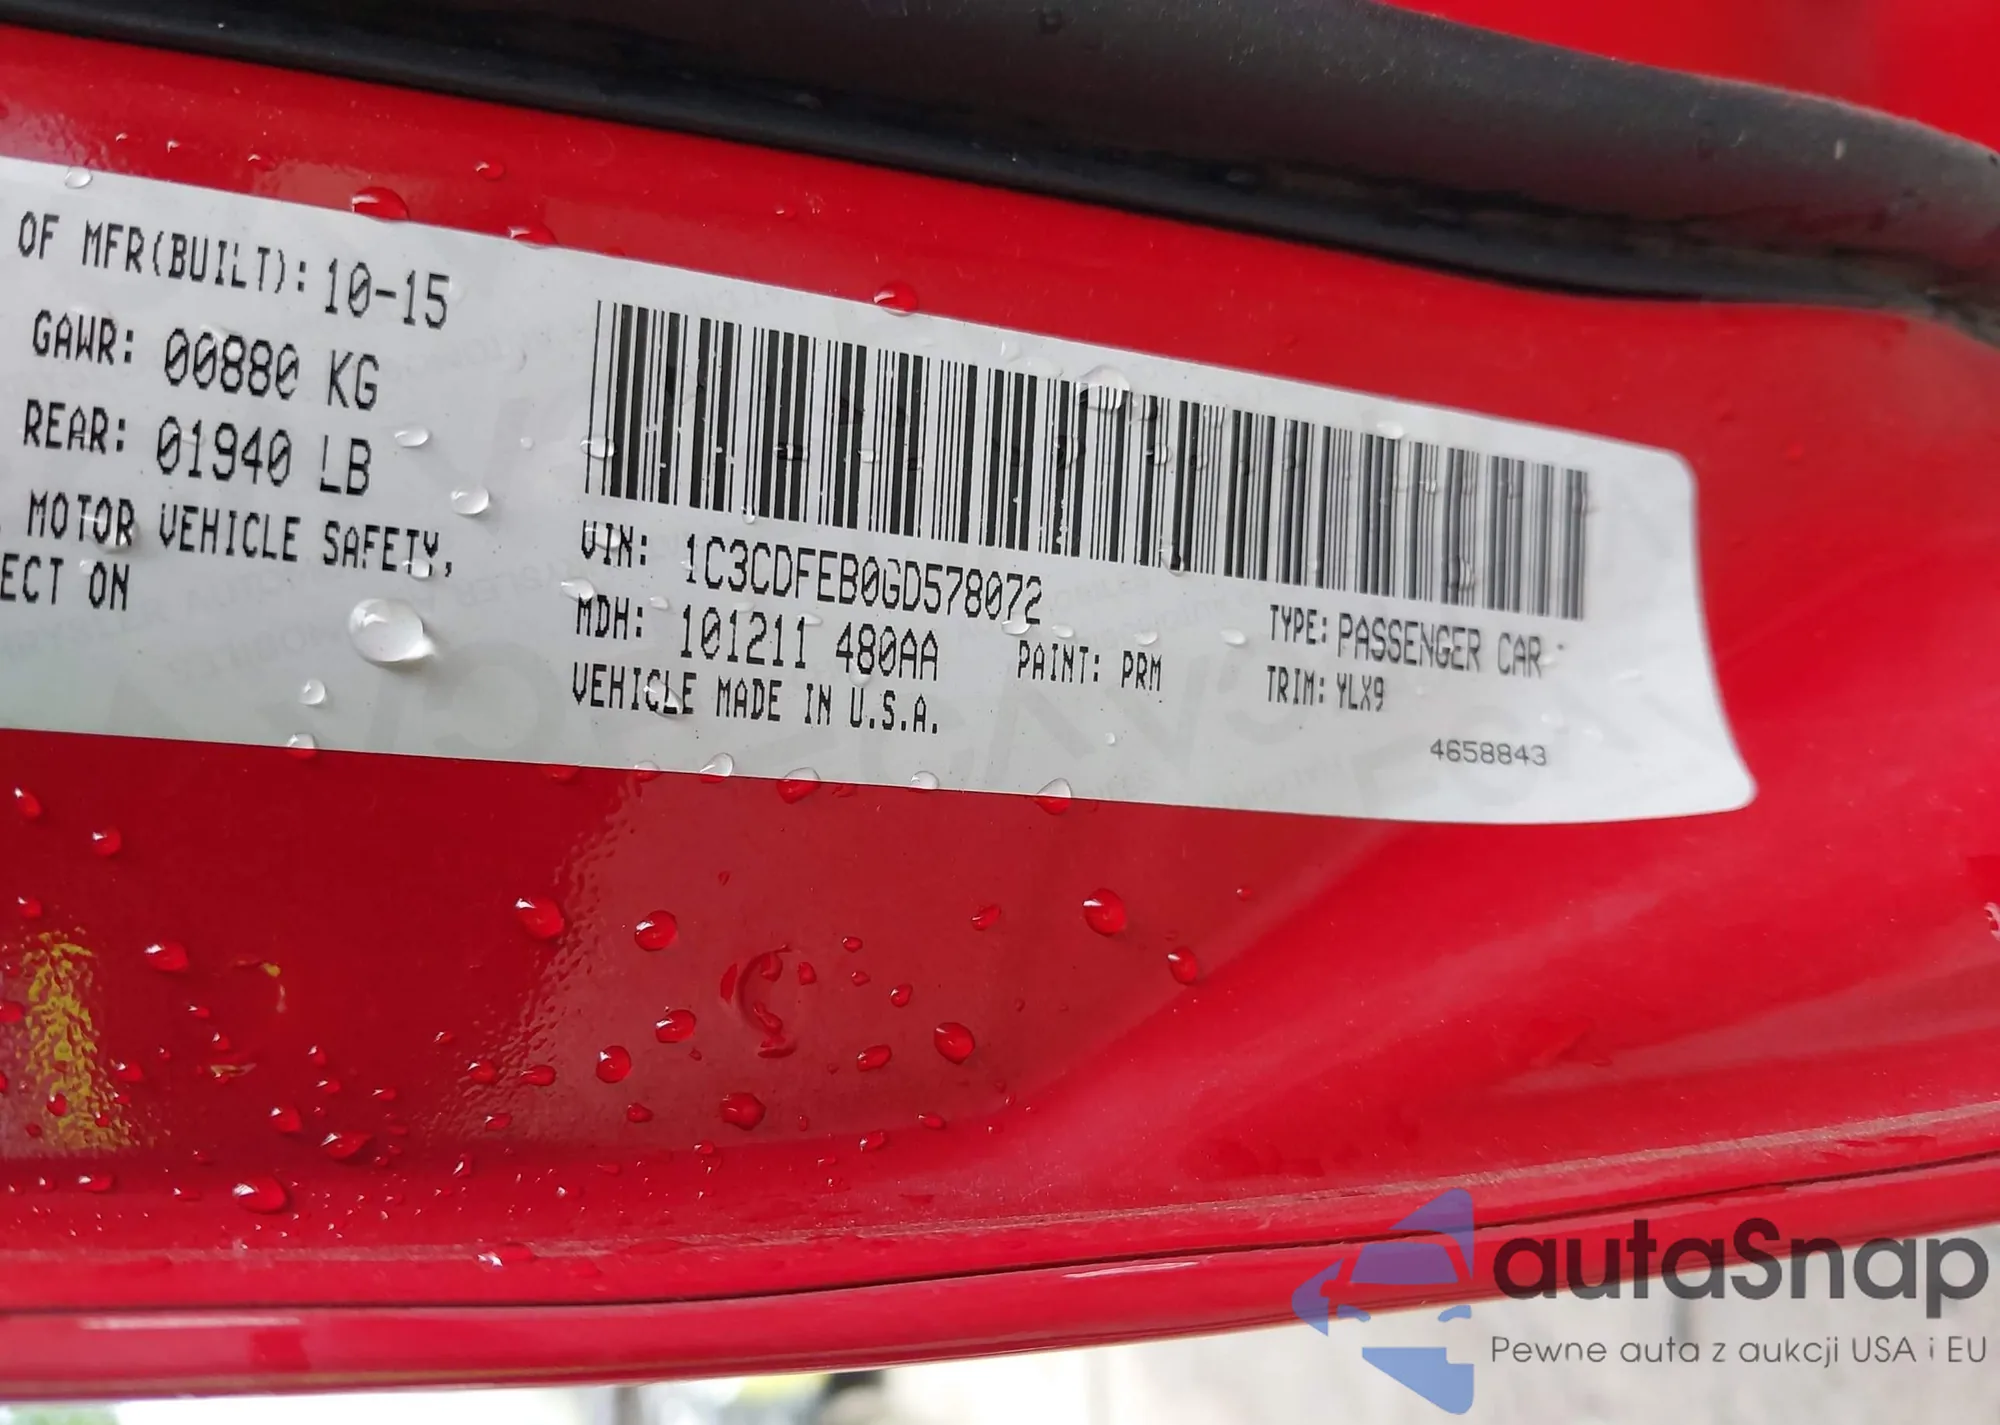 OF MFR(BUILT): 10-15
GAWR: 00880 KG
REAR: 01940 LB
MOTOR VEHICLE SAFETY,
ECT ON
VIN: 1C3CDFEB0GD578072
MDH: 101211 480AA PAINT: PRM
VEHICLE MADE IN U.S.A.
TYPE: PASSENGER CAR
TRIM: YLX9
4658843
autaSnap
Pewne auta z aukcji USA i EU